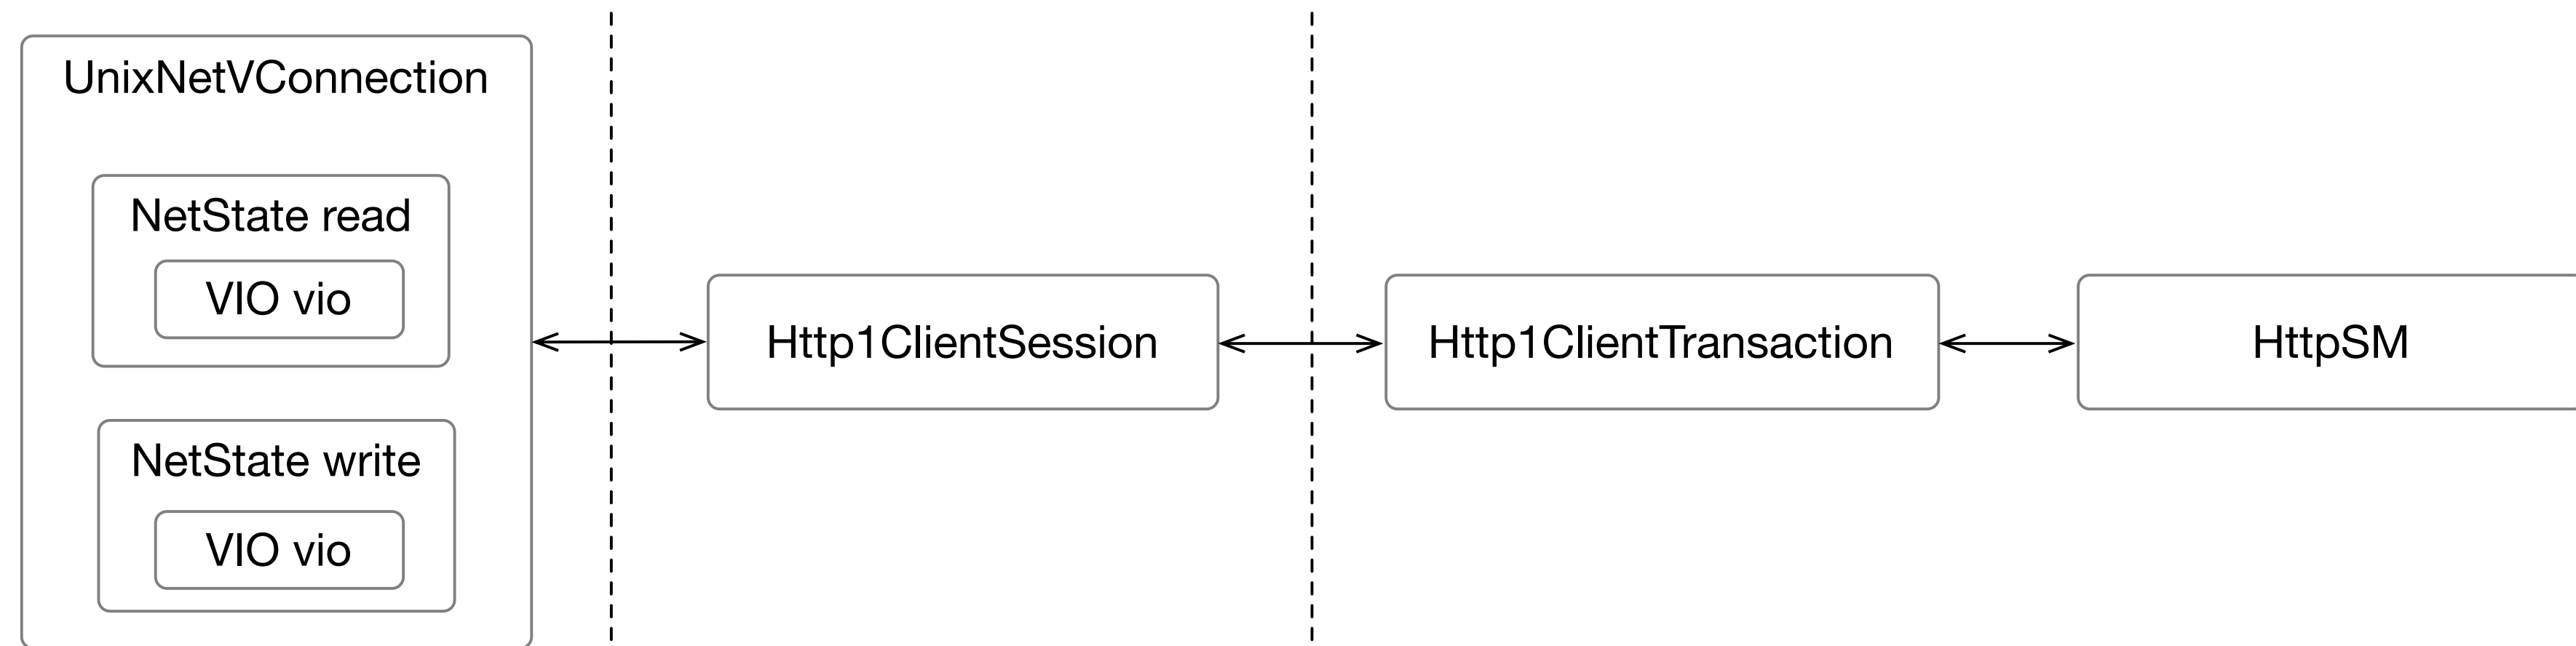 UnixNetVConnection
NetState read
VIO vio
NetState write
VIO vio
Http1ClientSession
Http1ClientTransaction
HttpSM